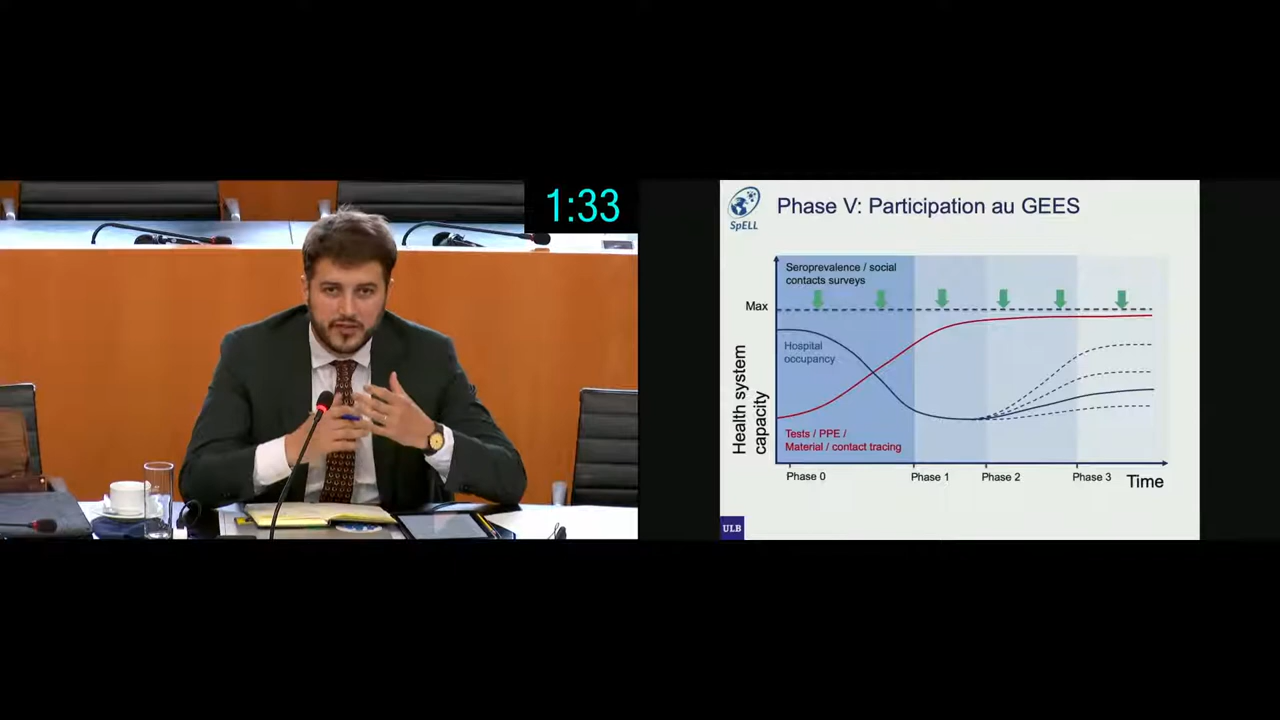 1:33
SpELL
Phase V: Participation au GEES
Seroprevalence / social
contacts surveys
Max
Hospital
occupancy
Health system
capacity
Tests / PPE /
Material / contact tracing
Phase 0
Phase 1
Phase 2
Phase 3
Time
ULB